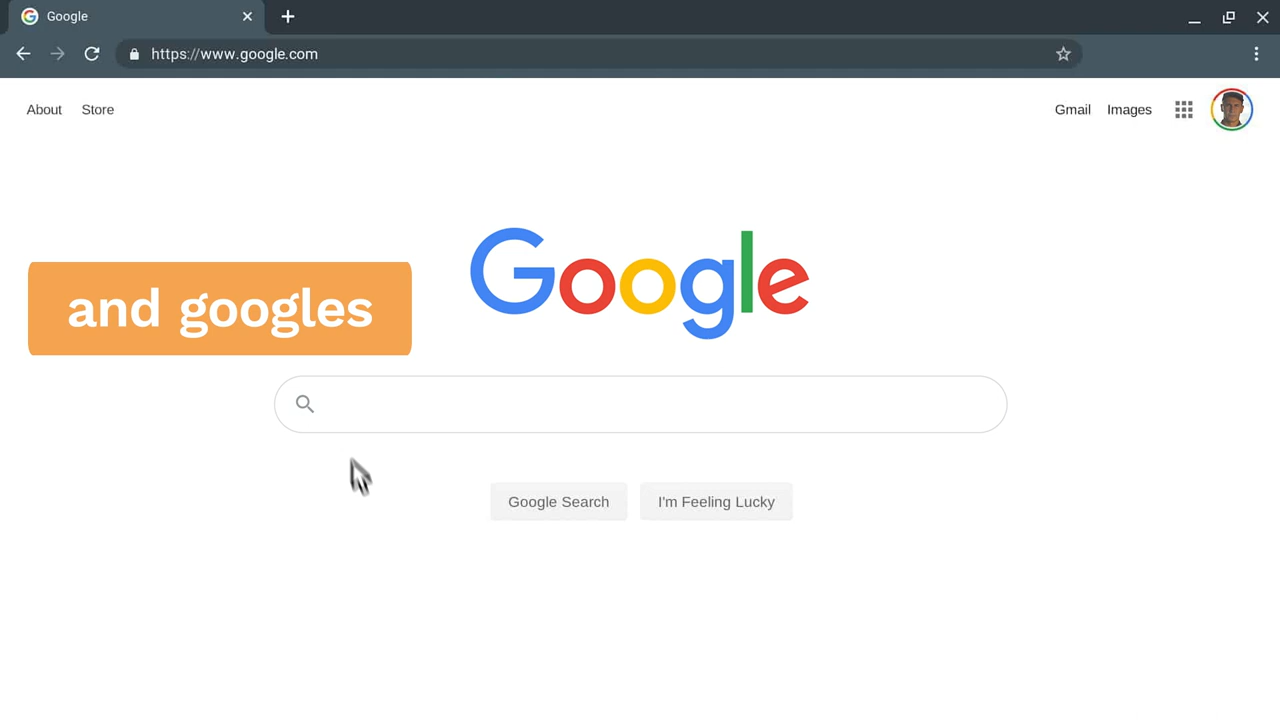 Google
https://www.google.com
About Store
Gmail Images
Google
and googles
Google Search I'm Feeling Lucky